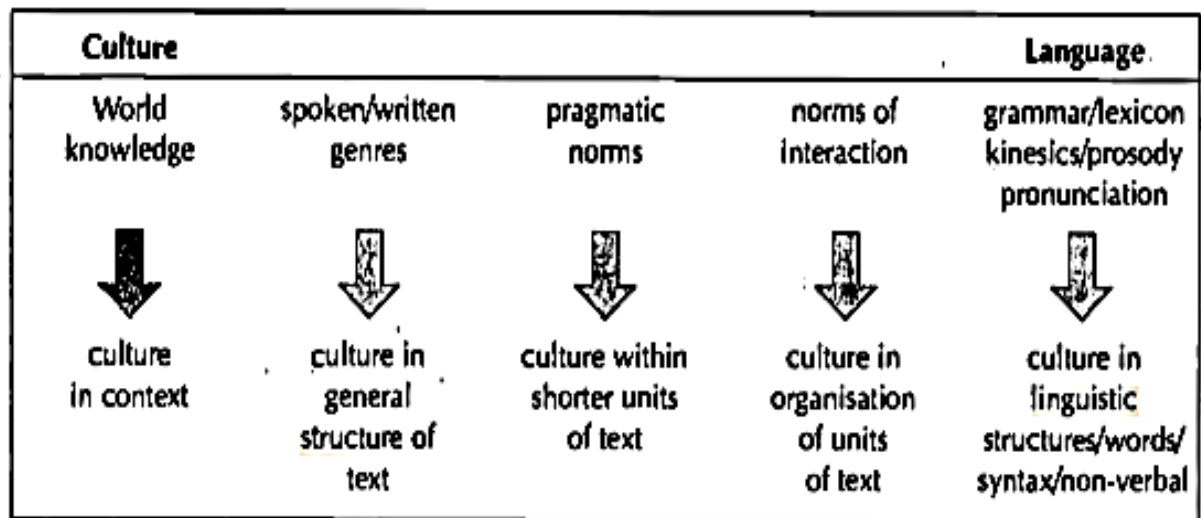 Culture Language
World knowledge
spoken/written genres
pragmatic norms
norms of interaction
grammar/lexicon kinesics/prosody pronunciation
culture in context
culture in general structure of text
culture within shorter units of text
culture in organisation of units of text
culture in linguistic structures/words/ syntax/non-verbal